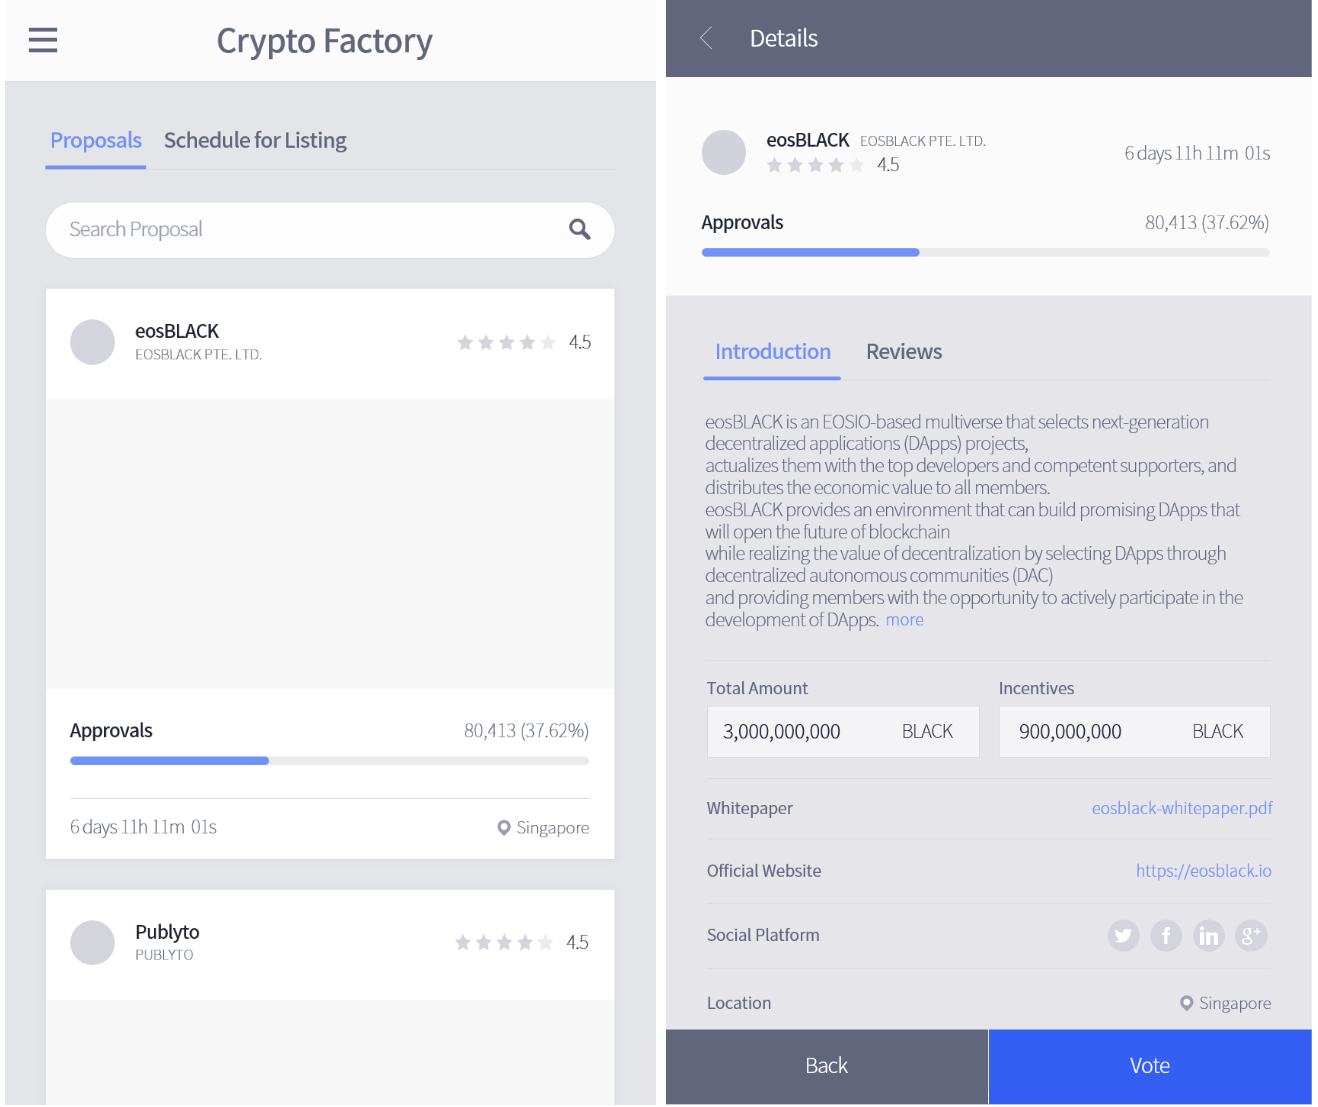 Crypto Factory
Proposals Schedule for Listing
Search Proposal
eosBLACK
EOSBLACK PTE. LTD.
4.5
Approvals 80,413 (37.62%)
6 days 11h 11m 01s Singapore
Publyto
PUBLYTO
4.5
Details
eosBLACK EOSBLACK PTE. LTD.
4.5
6 days 11h 11m 01s
Approvals 80,413 (37.62%)
Introduction Reviews
eosBLACK is an EOSIO-based multiverse that selects next-generation
decentralized applications (DApps) projects,
actualizes them with the top developers and competent supporters, and
distributes the economic value to all members.
eosBLACK provides an environment that can build promising DApps that
will open the future of blockchain
while realizing the value of decentralization by selecting DApps through
decentralized autonomous communities (DAC)
and providing members with the opportunity to actively participate in the
development of DApps. more
Total Amount Incentives
3,000,000,000 BLACK 900,000,000 BLACK
Whitepaper eosblack-whitepaper.pdf
Official Website https://eosblack.io
Social Platform f in g+
Location Singapore
Back Vote